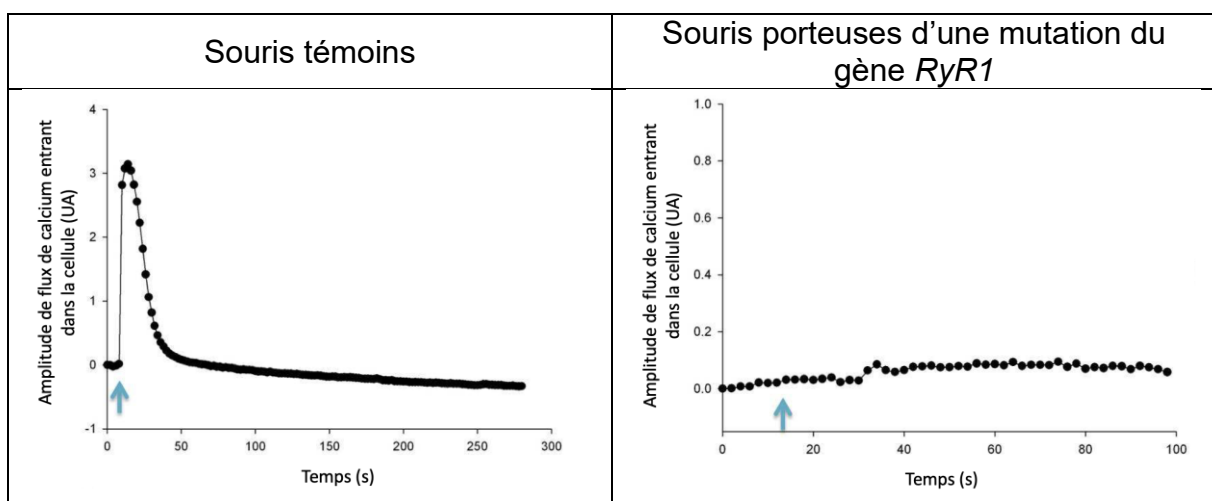 Souris témoins
Souris porteuses d’une mutation du
gène RyR1
Amplitude de flux de calcium entrant
dans la cellule (UA)
4
3
2
1
0
-1
0
50
100
150
200
250
300
Temps (s)
Amplitude de flux de calcium entrant
dans la cellule (UA)
1.0
0.8
0.6
0.4
0.2
0.0
0
20
40
60
80
100
Temps (s)